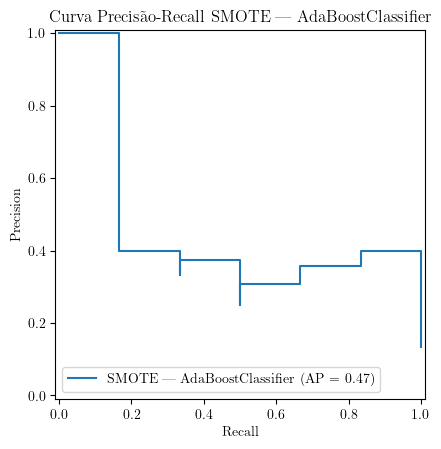 Curva Precisão-Recall SMOTE — AdaBoostClassifier
1.0
0.8
0.6
0.4
0.2
0.0
Precision
SMOTE — AdaBoostClassifier (AP = 0.47)
0.0 0.2 0.4 0.6 0.8 1.0
Recall